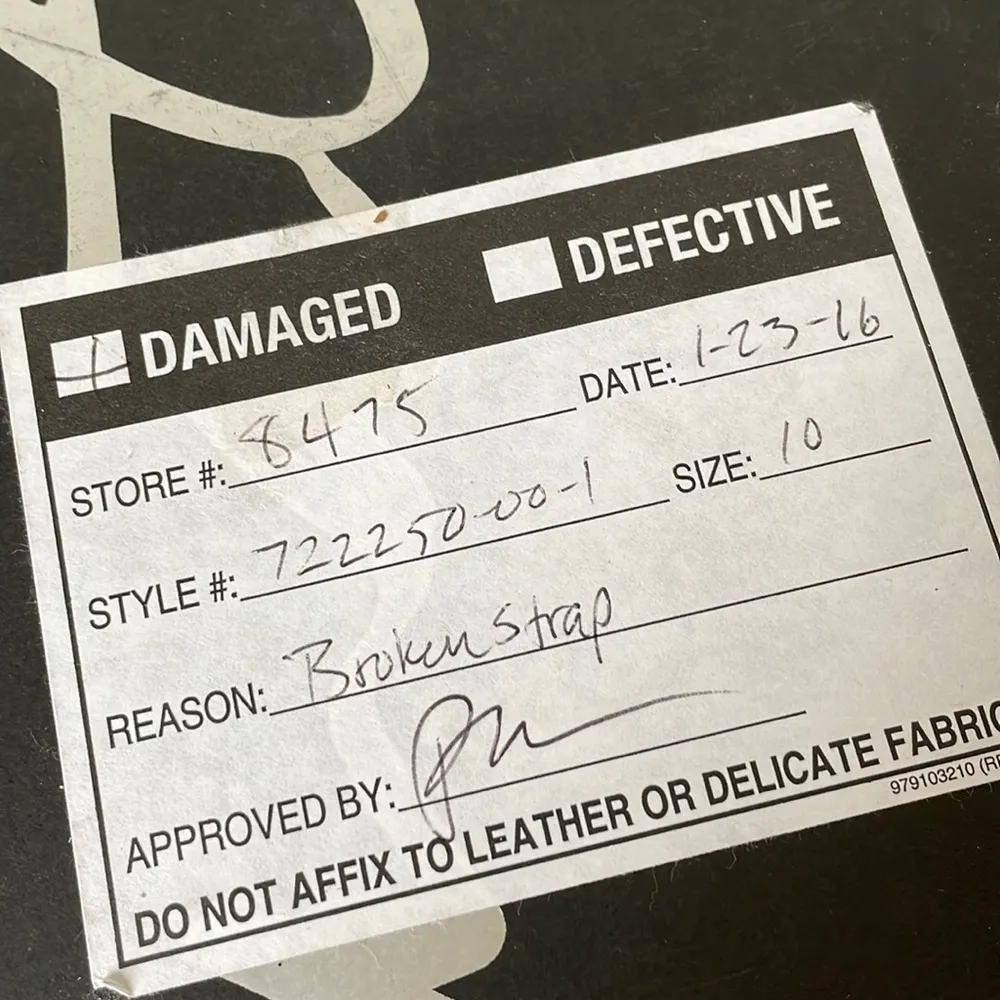 DAMAGED DEFECTIVE
STORE #: 8475 DATE: 1-23-16
STYLE #: 722250-00-1 SIZE: 10
REASON: Broken Strap
APPROVED BY:
DO NOT AFFIX TO LEATHER OR DELICATE FABRIC
979103210 (RE